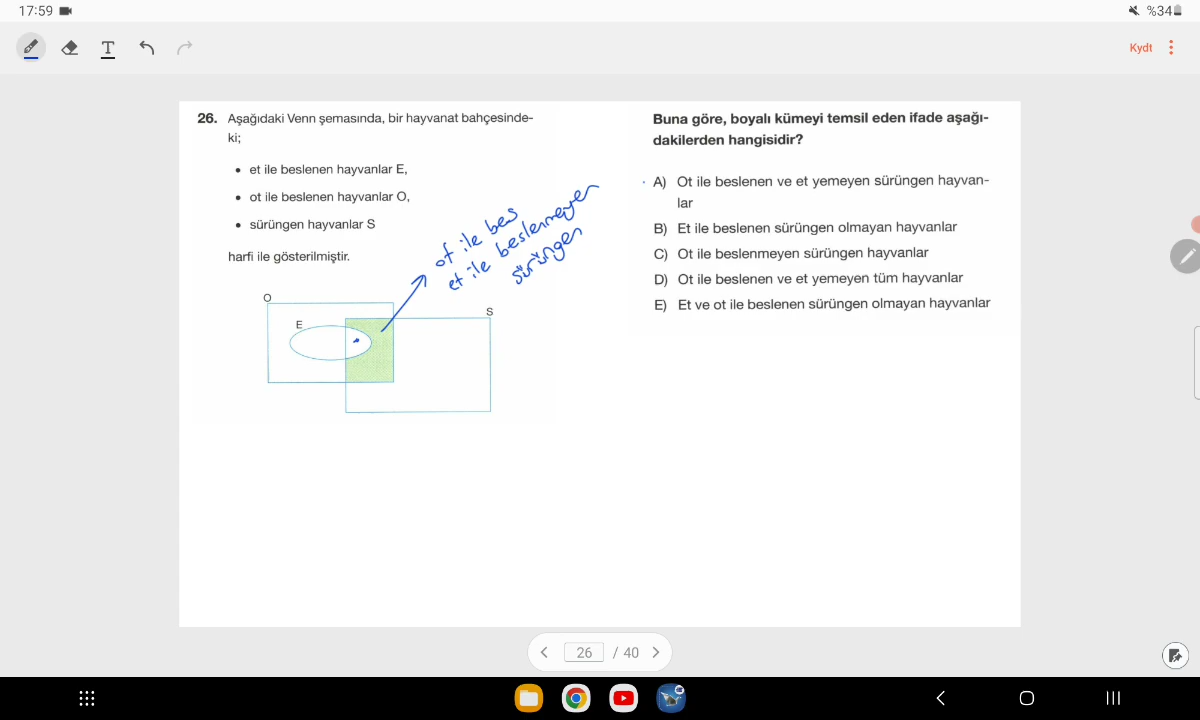 17:59
%34
T
Kydt
26. Aşağıdaki Venn şemasında, bir hayvanat bahçesinde-
ki;
• et ile beslenen hayvanlar E,
• ot ile beslenen hayvanlar O,
• sürüngen hayvanlar S
harfi ile gösterilmiştir.
ot ile bes
et ile beslenmeyen
sürüngen
O
E
S
Buna göre, boyalı kümeyi temsil eden ifade aşağı-
dakilerden hangisidir?
A) Ot ile beslenen ve et yemeyen sürüngen hayvan-
lar
B) Et ile beslenen sürüngen olmayan hayvanlar
C) Ot ile beslenmeyen sürüngen hayvanlar
D) Ot ile beslenen ve et yemeyen tüm hayvanlar
E) Et ve ot ile beslenen sürüngen olmayan hayvanlar
26 / 40